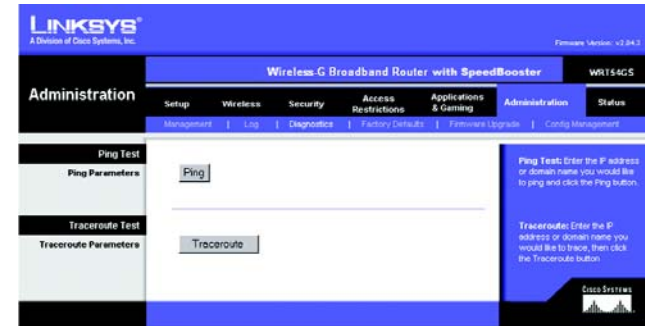 LINKSYS®
A Division of Cisco Systems, Inc.
Firmware Version: v2.04.3
Wireless-G Broadband Router with SpeedBooster
WRT54GS
Administration
Setup
Wireless
Security
Access Restrictions
Applications & Gaming
Administration
Status
Management | Log | Diagnostics | Factory Defaults | Firmware Upgrade | Config Management
Ping Test
Ping Parameters
Ping
Ping Test: Enter the IP address
or domain name you would like
to ping and click the Ping button.
Traceroute Test
Traceroute Parameters
Traceroute
Traceroute: Enter the IP
address or domain name you
would like to trace, then click
the Traceroute button
CISCO SYSTEMS